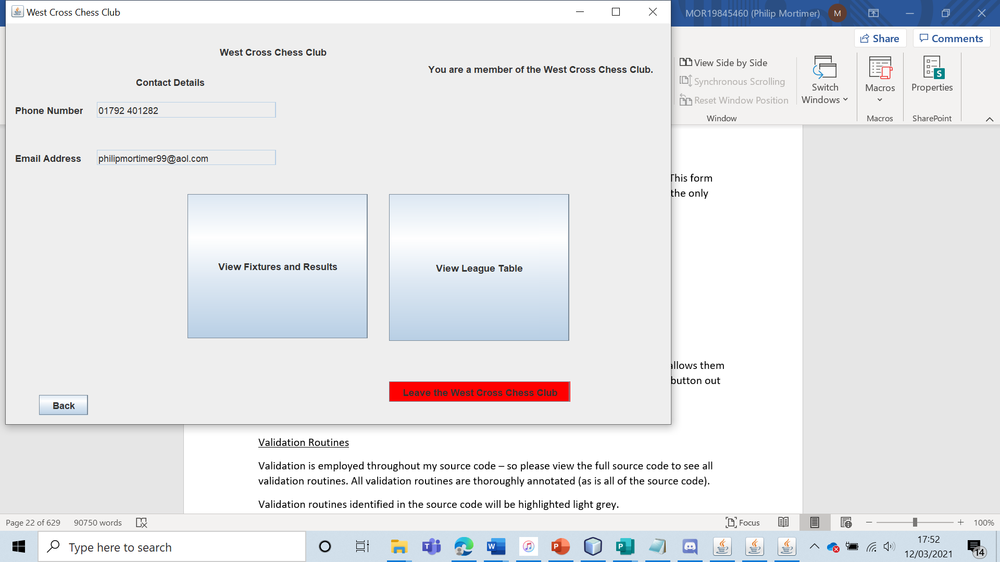 West Cross Chess Club
MOR19845460 (Philip Mortimer)
M
West Cross Chess Club
You are a member of the West Cross Chess Club.
Contact Details
Phone Number
01792 401282
Email Address
philipmortimer99@aol.com
View Fixtures and Results
View League Table
Leave the West Cross Chess Club
Back
Share
Comments
View Side by Side
Synchronous Scrolling
Reset Window Position
Window
Switch
Windows
Macros
Macros
Properties
SharePoint
This form
the only
allows them
button out
Validation Routines
Validation is employed throughout my source code – so please view the full source code to see all
validation routines. All validation routines are thoroughly annotated (as is all of the source code).
Validation routines identified in the source code will be highlighted light grey.
Page 22 of 629
90750 words
Focus
100%
Type here to search
17:52
12/03/2021
14